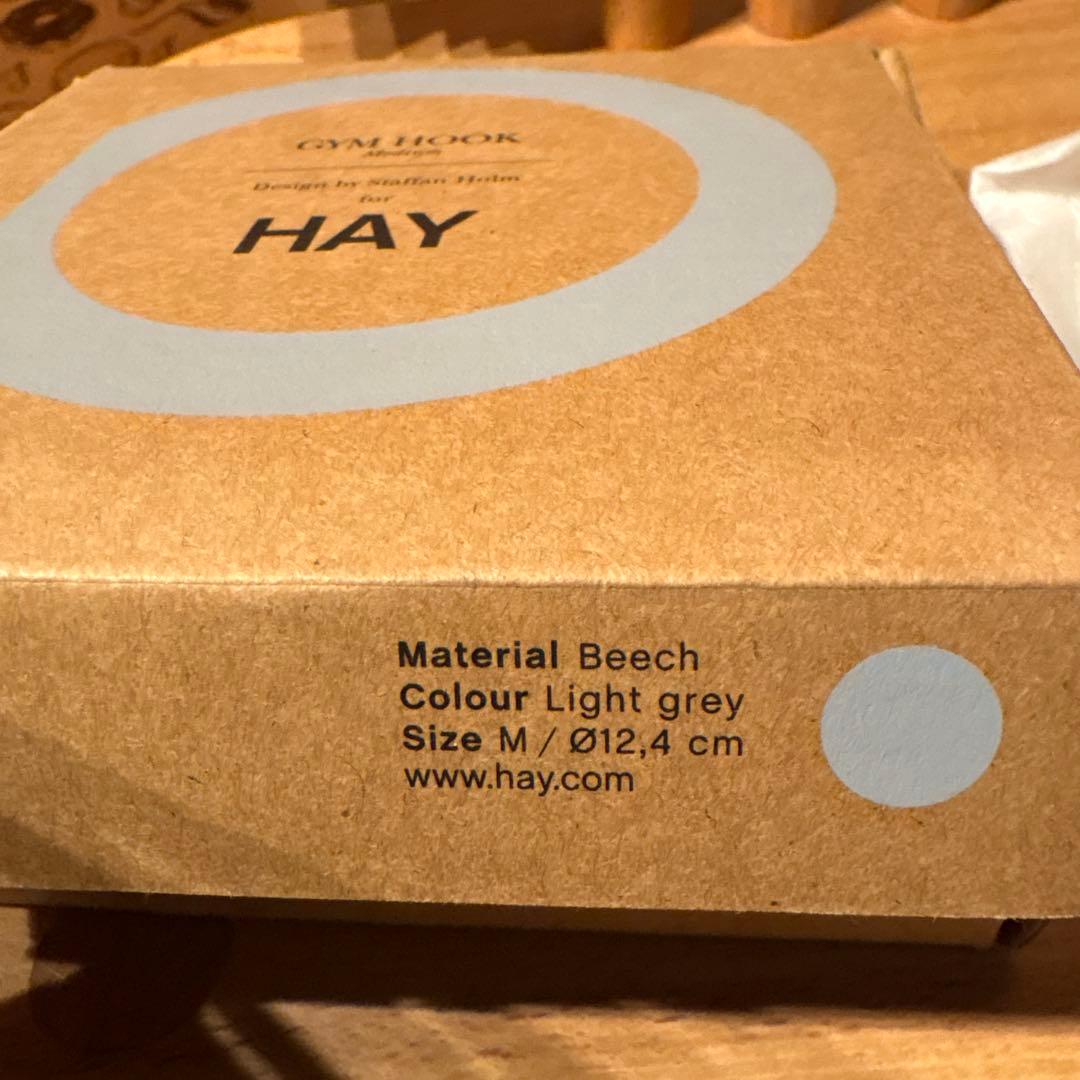 GYM HOOK
Medium
Design by Staffan Holm
for
HAY
Material Beech
Colour Light grey
Size M / Ø12,4 cm
www.hay.com